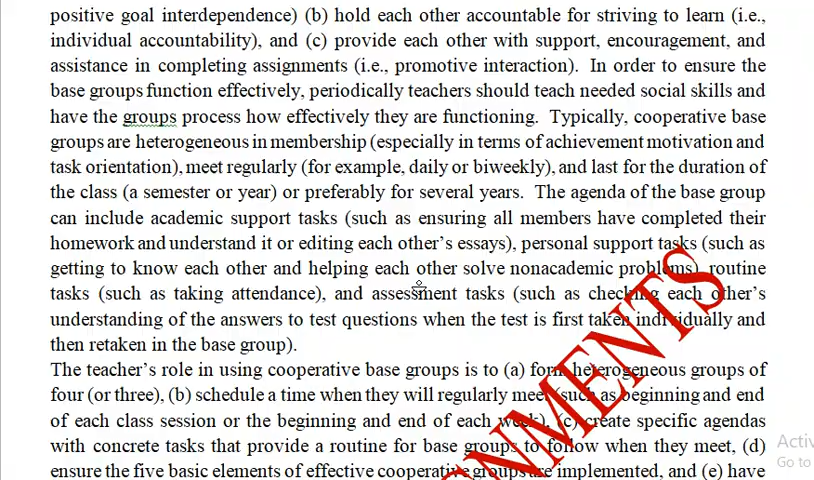 positive goal interdependence) (b) hold each other accountable for striving to learn (i.e.,
individual accountability), and (c) provide each other with support, encouragement, and
assistance in completing assignments (i.e., promotive interaction). In order to ensure the
base groups function effectively, periodically teachers should teach needed social skills and
have the groups process how effectively they are functioning. Typically, cooperative base
groups are heterogeneous in membership (especially in terms of achievement motivation and
task orientation), meet regularly (for example, daily or biweekly), and last for the duration of
the class (a semester or year) or preferably for several years. The agenda of the base group
can include academic support tasks (such as ensuring all members have completed their
homework and understand it or editing each other's essays), personal support tasks (such as
getting to know each other and helping each other solve nonacademic problems), routine
tasks (such as taking attendance), and assessment tasks (such as checking each other's
understanding of the answers to test questions when the test is first taken individually and
then retaken in the base group).
The teacher's role in using cooperative base groups is to (a) form heterogeneous groups of
four (or three), (b) schedule a time when they will regularly meet (such as beginning and end
of each class session or the beginning and end of each week), (c) create specific agendas
with concrete tasks that provide a routine for base groups to follow when they meet, (d)
ensure the five basic elements of effective cooperative groups are implemented, and (e) have
NMENTS
Activ
Go to